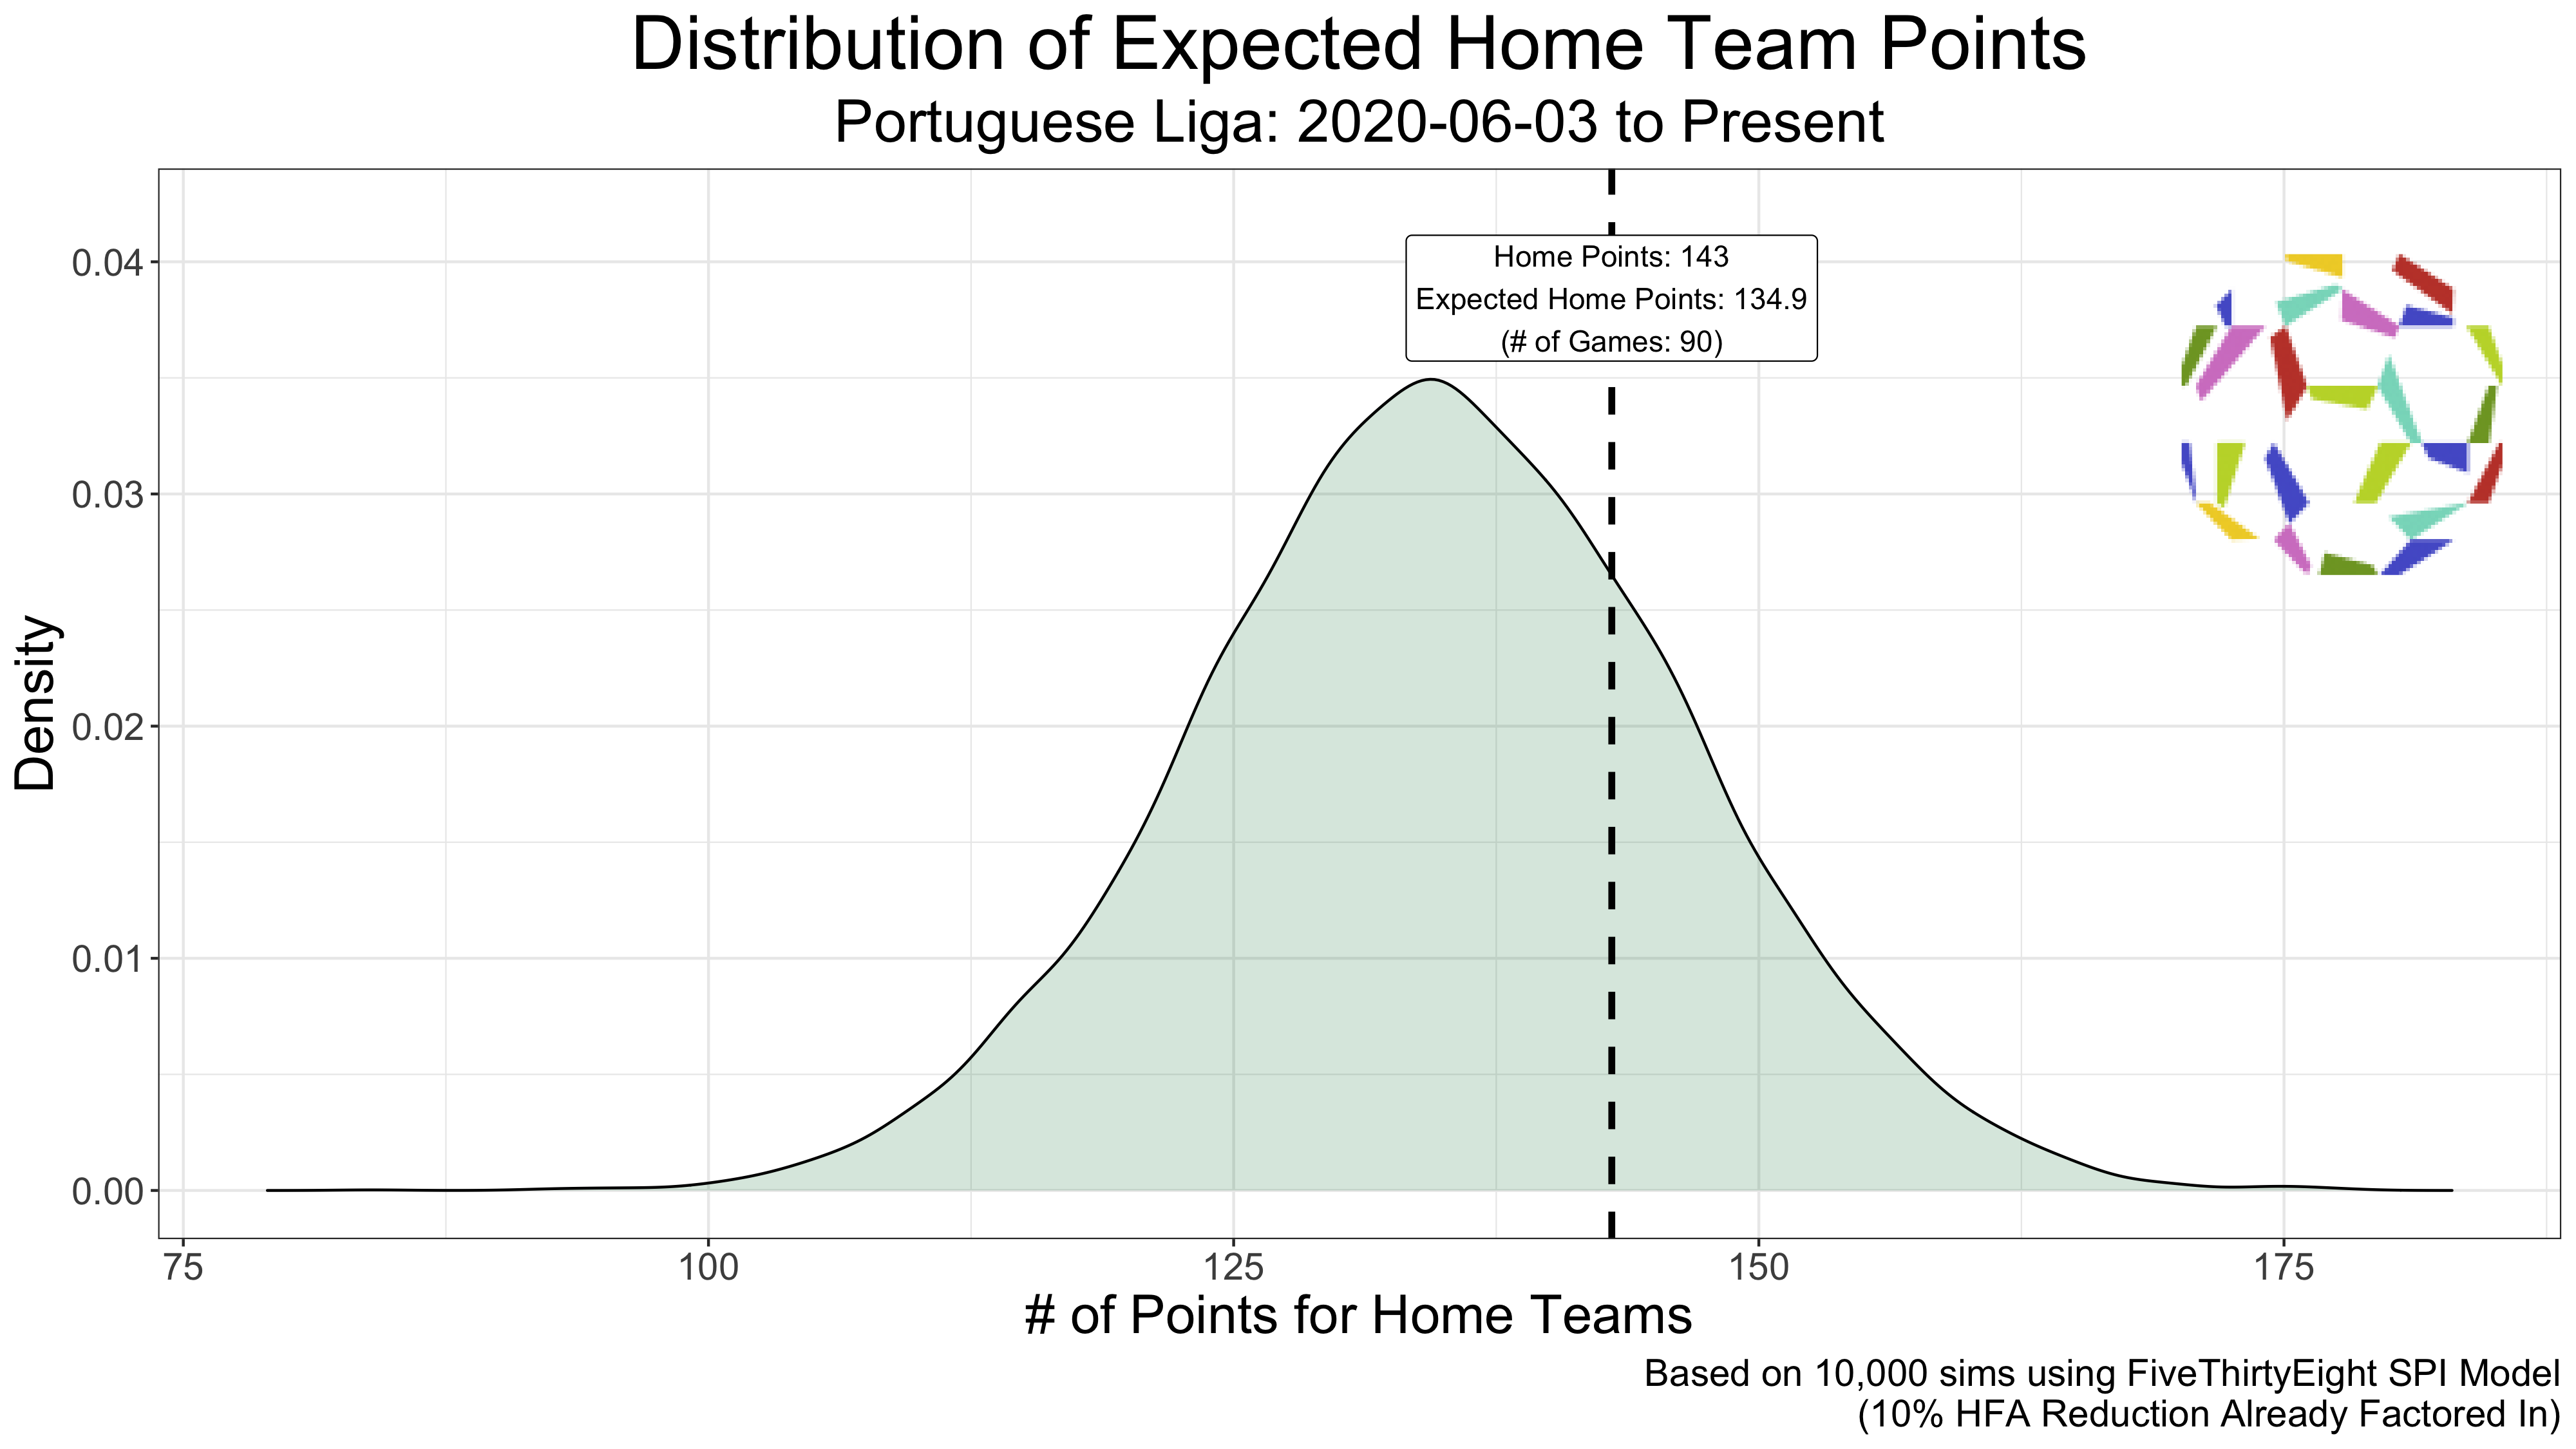 Distribution of Expected Home Team Points
Portuguese Liga: 2020-06-03 to Present
Home Points: 143
Expected Home Points: 134.9
(# of Games: 90)
Density
0.04
0.03
0.02
0.01
0.00
75 100 125 150 175
# of Points for Home Teams
Based on 10,000 sims using FiveThirtyEight SPI Model
(10% HFA Reduction Already Factored In)